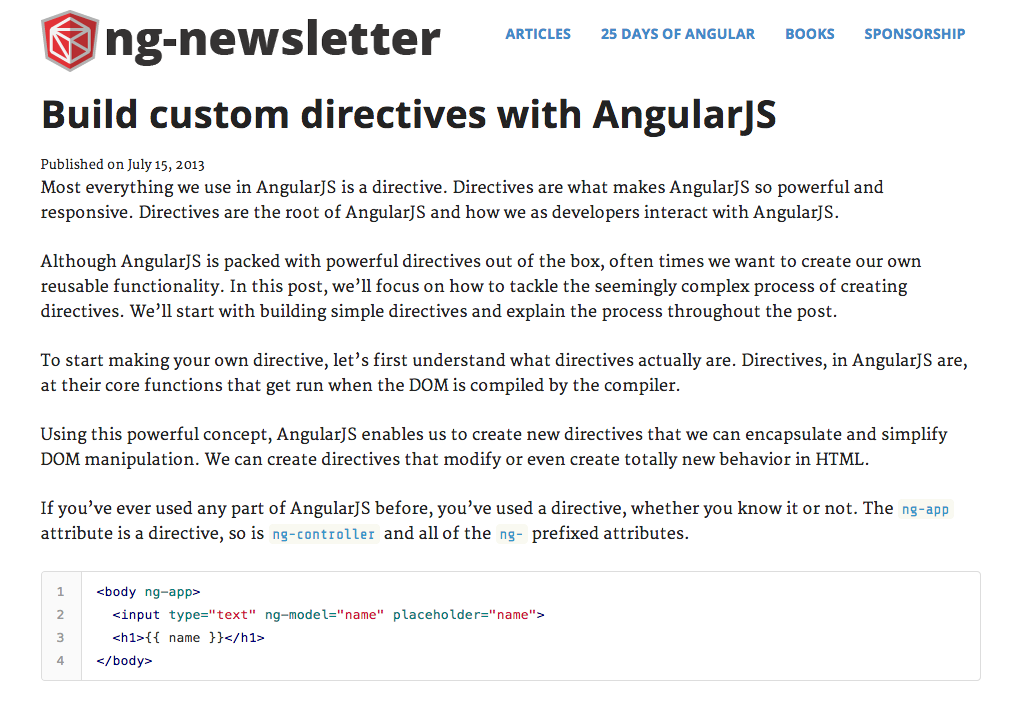 ng-newsletter
ARTICLES 25 DAYS OF ANGULAR BOOKS SPONSORSHIP
Build custom directives with AngularJS
Published on July 15, 2013
Most everything we use in AngularJS is a directive. Directives are what makes AngularJS so powerful and
responsive. Directives are the root of AngularJS and how we as developers interact with AngularJS.
Although AngularJS is packed with powerful directives out of the box, often times we want to create our own
reusable functionality. In this post, we’ll focus on how to tackle the seemingly complex process of creating
directives. We’ll start with building simple directives and explain the process throughout the post.
To start making your own directive, let’s first understand what directives actually are. Directives, in AngularJS are,
at their core functions that get run when the DOM is compiled by the compiler.
Using this powerful concept, AngularJS enables us to create new directives that we can encapsulate and simplify
DOM manipulation. We can create directives that modify or even create totally new behavior in HTML.
If you’ve ever used any part of AngularJS before, you’ve used a directive, whether you know it or not. The ng-app
attribute is a directive, so is ng-controller and all of the ng- prefixed attributes.
1 <body ng-app>
2 <input type="text" ng-model="name" placeholder="name">
3 <h1>{{ name }}</h1>
4 </body>